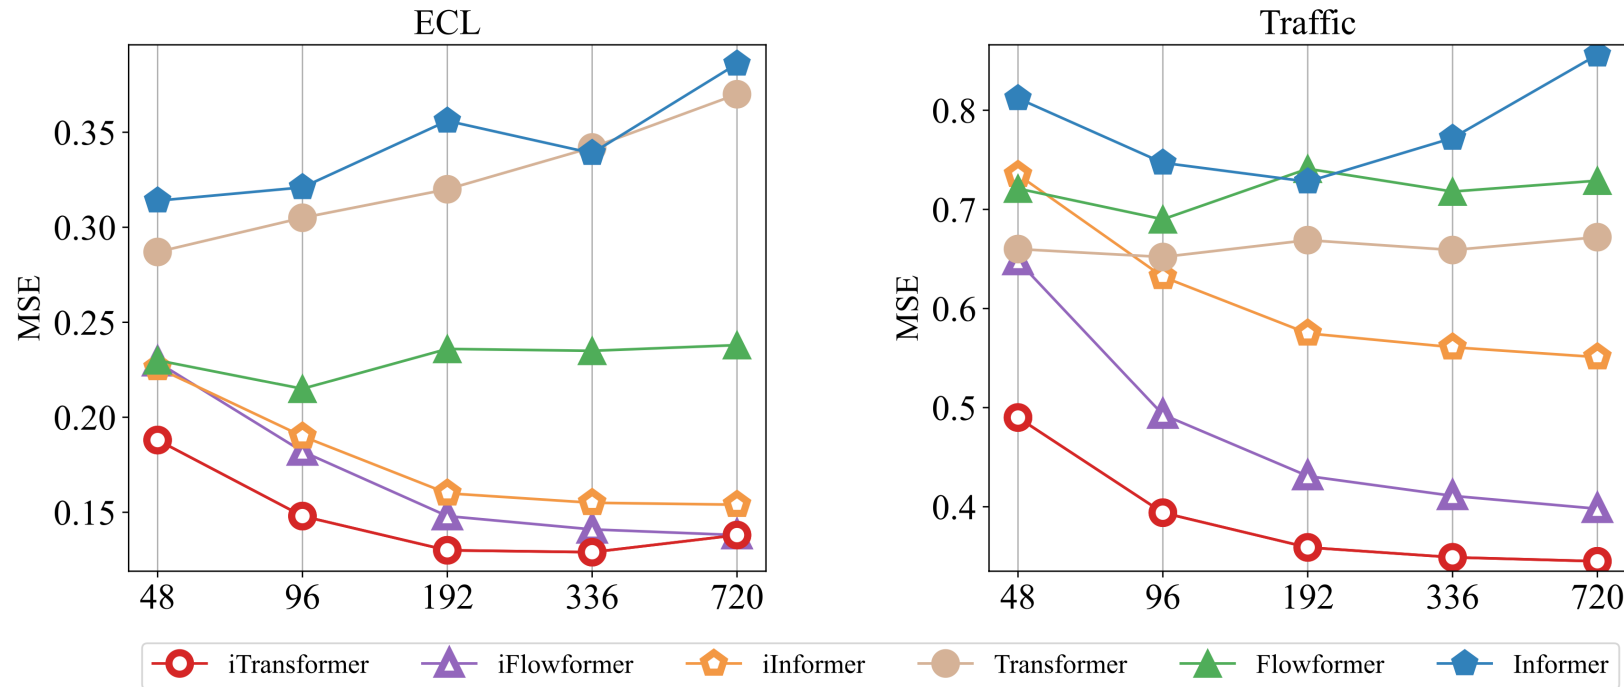 ECL
MSE
0.35
0.30
0.25
0.20
0.15
48 96 192 336 720
Traffic
MSE
0.8
0.7
0.6
0.5
0.4
48 96 192 336 720
iTransformer iFlowformer iInformer Transformer Flowformer Informer